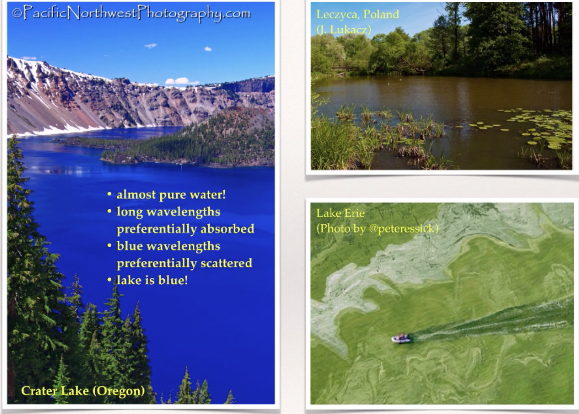 ©PacificNorthwestPhotography.com
• almost pure water!
• long wavelengths
preferentially absorbed
• blue wavelengths
preferentially scattered
• lake is blue!
Crater Lake (Oregon)
Leczyca, Poland
(J. Lukacz)
Lake Erie
(Photo by @peteressick)